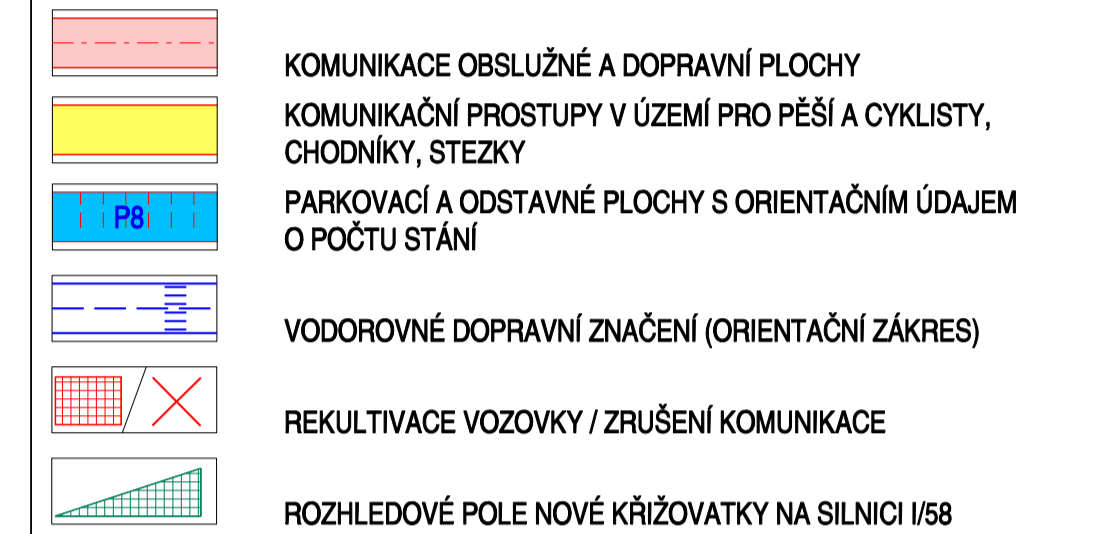 KOMUNIKACE OBSLUŽNÉ A DOPRAVNÍ PLOCHY
KOMUNIKAČNÍ PROSTUPY V ÚZEMÍ PRO PĚŠÍ A CYKLISTY,
CHODNÍKY, STEZKY
P8
PARKOVACÍ A ODSTAVNÉ PLOCHY S ORIENTAČNÍM ÚDAJEM
O POČTU STÁNÍ
VODOROVNÉ DOPRAVNÍ ZNAČENÍ (ORIENTAČNÍ ZÁKRES)
REKULTIVACE VOZOVKY / ZRUŠENÍ KOMUNIKACE
ROZHLEDOVÉ POLE NOVÉ KŘIŽOVATKY NA SILNICI I/58